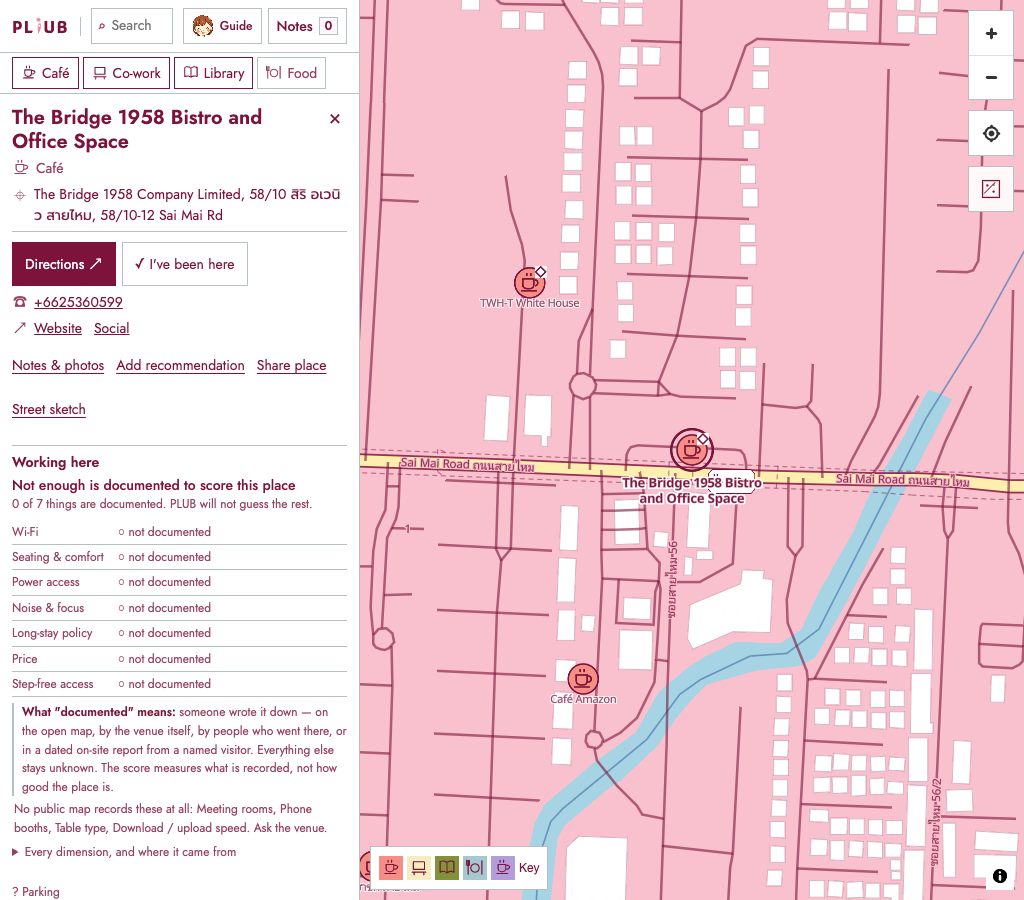 PLUB
Search
Guide
Notes 0
Café
Co-work
Library
Food
The Bridge 1958 Bistro and
Office Space
Café
The Bridge 1958 Company Limited, 58/10 สิริ อเวนิ
ว สายไหม, 58/10-12 Sai Mai Rd
Directions ↗
✓ I've been here
+6625360599
Website Social
Notes & photos Add recommendation Share place
Street sketch
Working here
Not enough is documented to score this place
0 of 7 things are documented. PLUB will not guess the rest.
Wi-Fi ○ not documented
Seating & comfort ○ not documented
Power access ○ not documented
Noise & focus ○ not documented
Long-stay policy ○ not documented
Price ○ not documented
Step-free access ○ not documented
What "documented" means: someone wrote it down — on
the open map, by the venue itself, by people who went there, or
in a dated on-site report from a named visitor. Everything else
stays unknown. The score measures what is recorded, not how
good the place is.
No public map records these at all: Meeting rooms, Phone
booths, Table type, Download / upload speed. Ask the venue.
Every dimension, and where it came from
? Parking
TWH-T White House
Sai Mai Road ถนนสายไหม
The Bridge 1958 Bistro
and Office Space
Sai Mai Road ถนนสายไหม
1
ซอยสายไหม 56
Café Amazon
ซอยสายไหม 56/2
Key